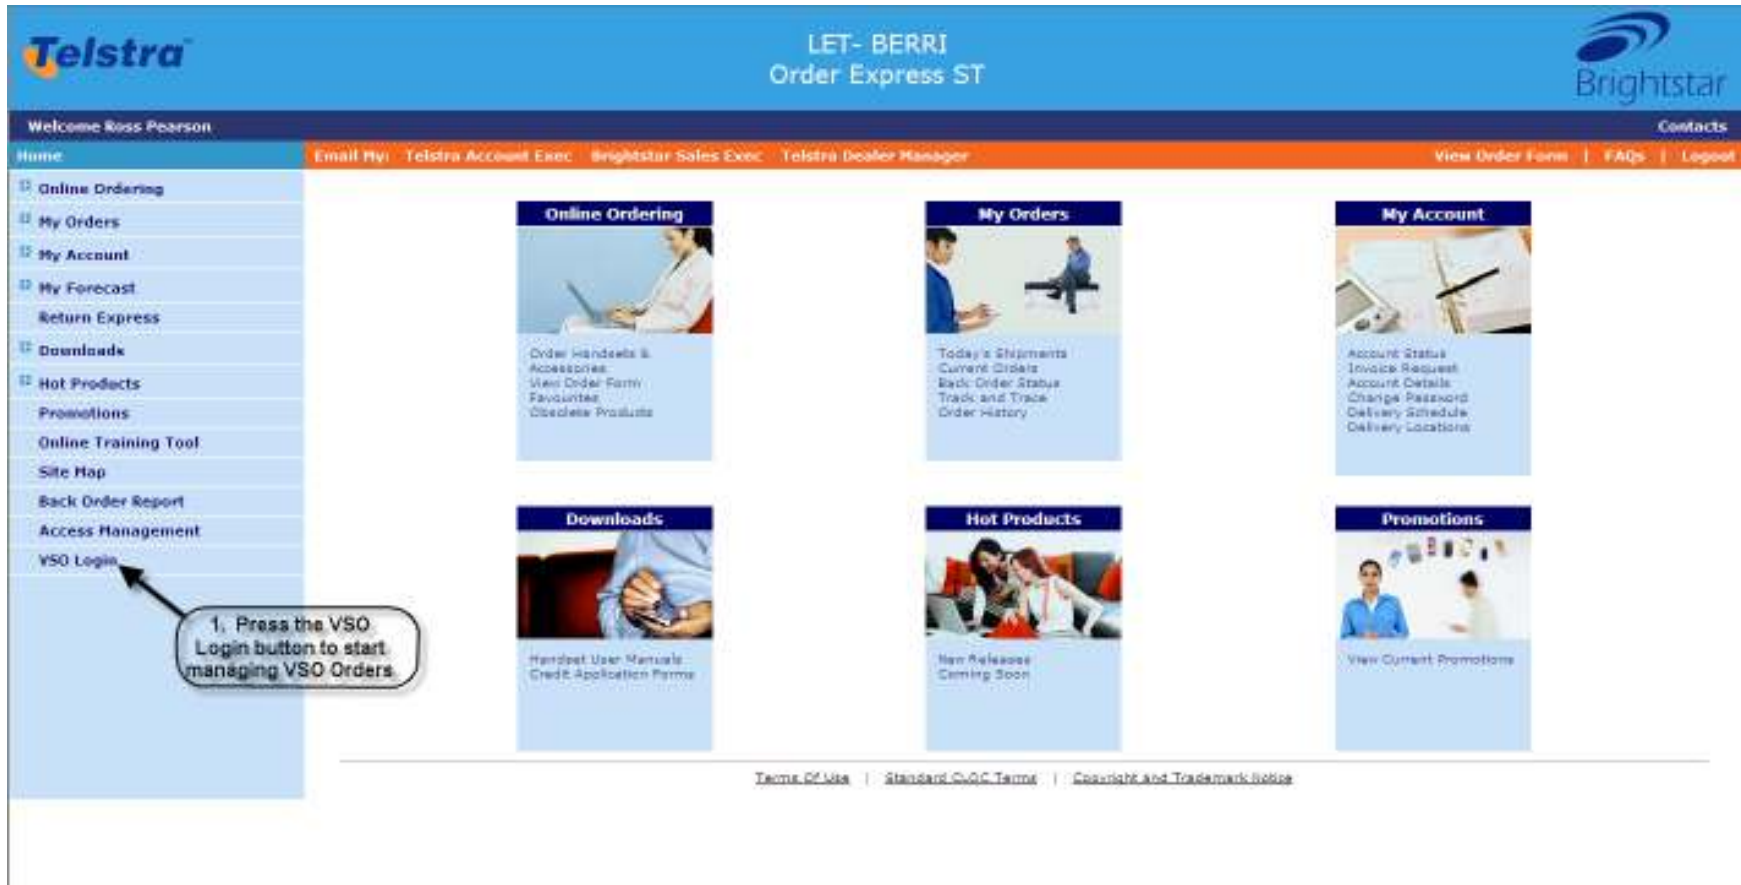 Telstra
LET- BERRI
Order Express ST
Brightstar
Welcome Ross Pearson
Contacts
Home
Email My: Telstra Account Exec Brightstar Sales Exec Telstra Dealer Manager
View Order Form | FAQs | Logout
Online Ordering
My Orders
My Account
My Forecast
Return Express
Downloads
Hot Products
Promotions
Online Training Tool
Site Map
Back Order Report
Access Management
VSO Login
1. Press the VSO
Login button to start
managing VSO Orders
Online Ordering
Order Handsets &
Accessories
View Order Form
Favourites
Obsolete Products
My Orders
Today's Shipments
Current Orders
Back Order Status
Track and Trace
Order History
My Account
Account Status
Invoice Request
Account Details
Change Password
Delivery Schedule
Delivery Locations
Downloads
Handset User Manuals
Credit Application Forms
Hot Products
New Releases
Coming Soon
Promotions
View Current Promotions
Terms Of Use | Standard Terms | Copyright and Trademark Notice